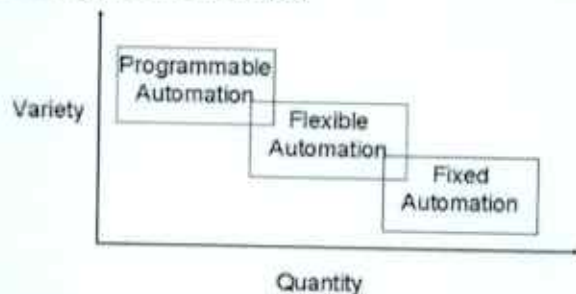 Programmable
Automation
Variety
Flexible
Automation
Fixed
Automation
Quantity